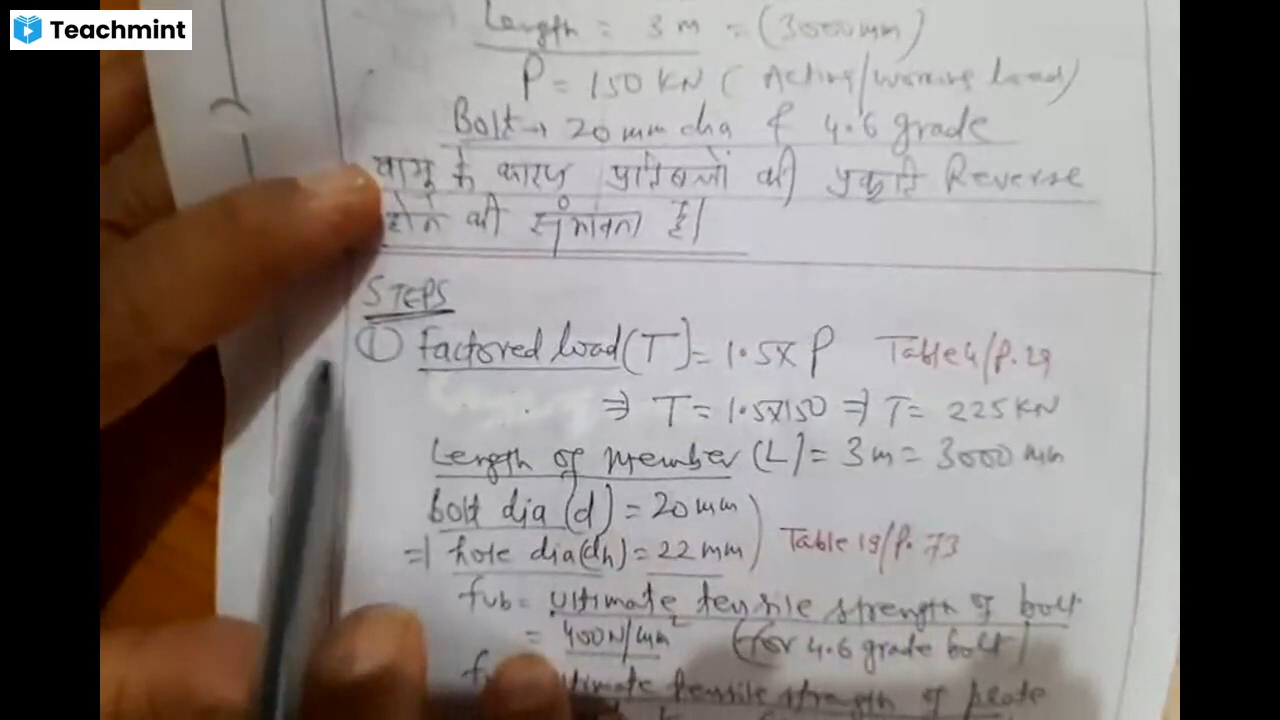 Teachmint
Length = 3 m = (3000mm)
P = 150 KN ( Acting/working load)
Bolt → 20 mm dia & 4.6 grade
वायु के कारण प्रतिबलों की प्रकृति Reverse
होने की संभावना है।
STEPS
① factored load (T) = 1.5 x P Table 4/P.29
⇒ T = 1.5x150 ⇒ T = 225 KN
Length of member (L) = 3 m = 3000 mm
bolt dia (d) = 20 mm
⇒ hole dia (dh) = 22 mm Table 19/P. 73
fub = ultimate tensile strength of bolt
= 400 N/mm² (for 4.6 grade bolt)
ultimate tensile strength of plate